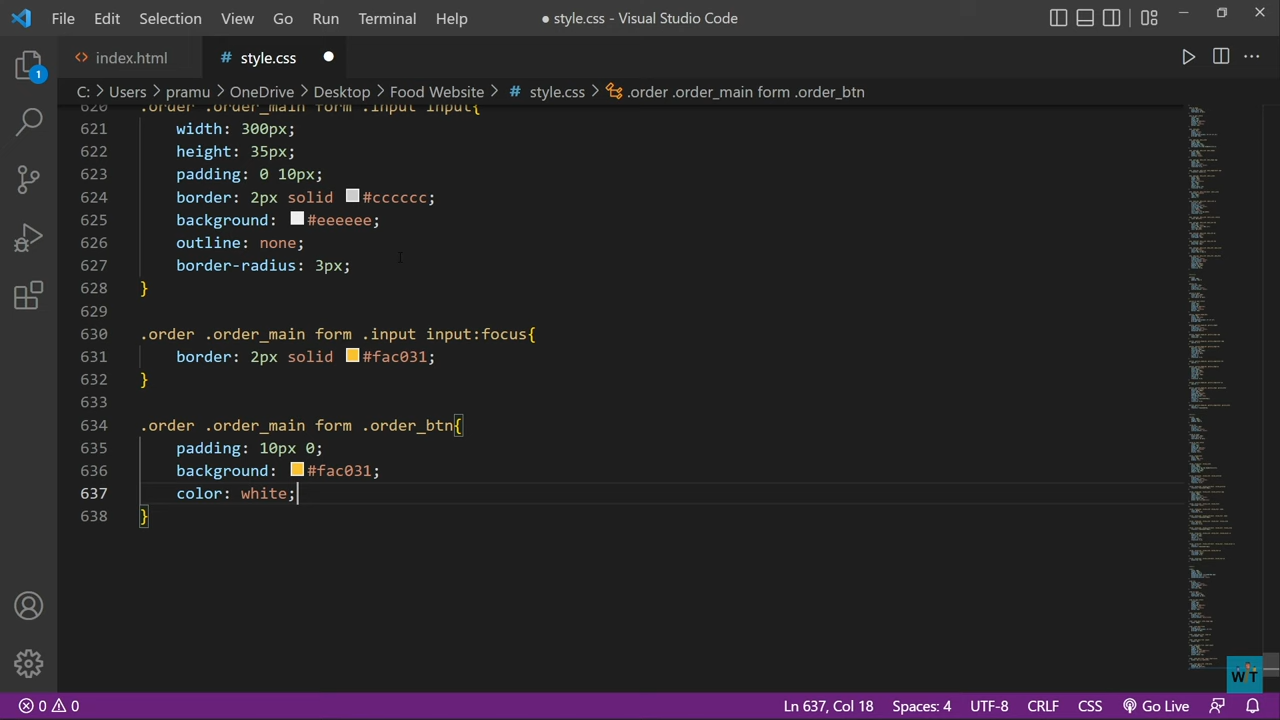 File Edit Selection View Go Run Terminal Help ● style.css - Visual Studio Code
index.html # style.css
C: > Users > pramu > OneDrive > Desktop > Food Website > # style.css > .order .order_main form .order_btn
620 .order .order_main form .input input{
621 width: 300px;
622 height: 35px;
623 padding: 0 10px;
624 border: 2px solid #cccccc;
625 background: #eeeeee;
626 outline: none;
627 border-radius: 3px;
628 }
629
630 .order .order_main form .input input:focus{
631 border: 2px solid #fac031;
632 }
633
634 .order .order_main form .order_btn{
635 padding: 10px 0;
636 background: #fac031;
637 color: white;
638 }
1
WT
0 0 Ln 637, Col 18 Spaces: 4 UTF-8 CRLF CSS Go Live